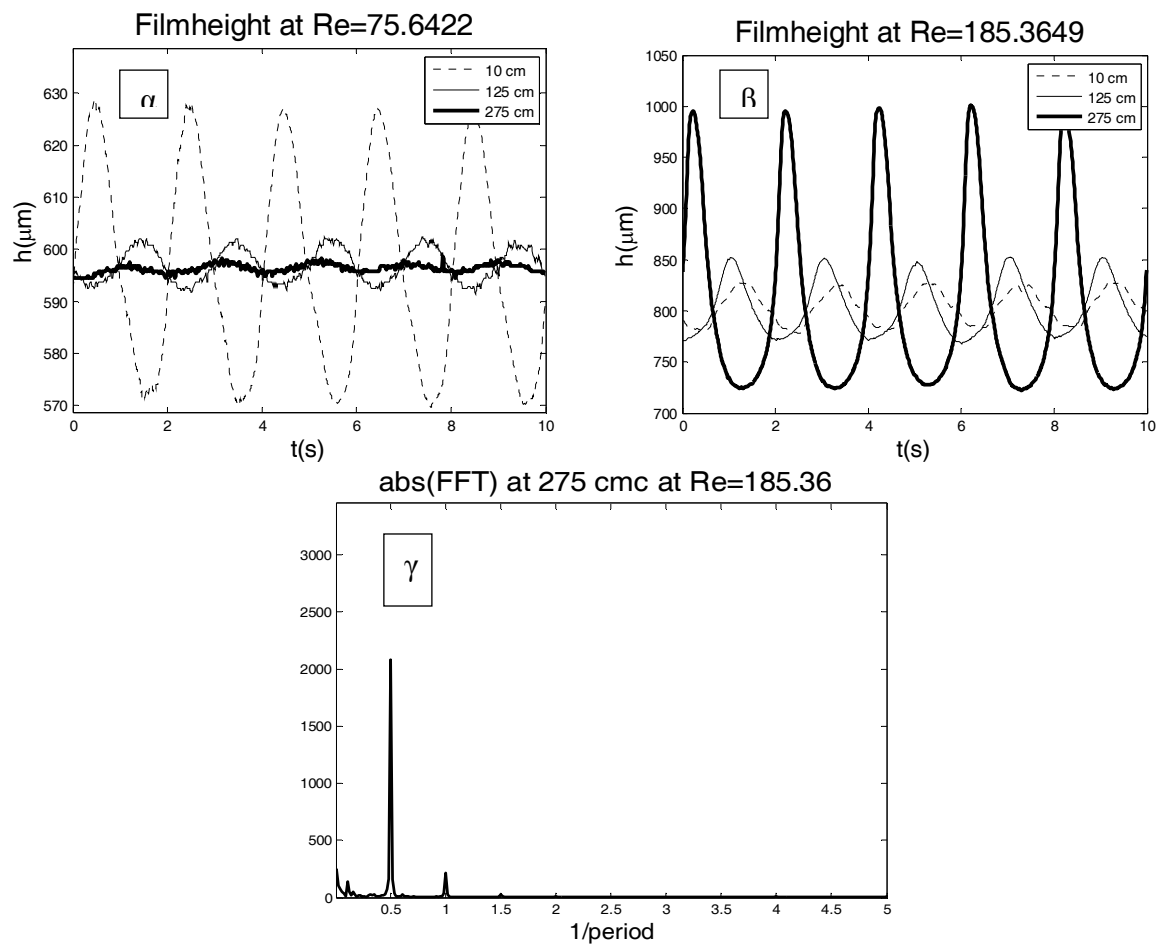 Filmheight at Re=75.6422
α
10 cm
125 cm
275 cm
h(μm)
630
620
610
600
590
580
570
0 2 4 6 8 10
t(s)
Filmheight at Re=185.3649
β
10 cm
125 cm
275 cm
h(μm)
1050
1000
950
900
850
800
750
700
0 2 4 6 8 10
t(s)
abs(FFT) at 275 cmc at Re=185.36
γ
3000
2500
2000
1500
1000
500
0
0.5 1 1.5 2 2.5 3 3.5 4 4.5 5
1/period